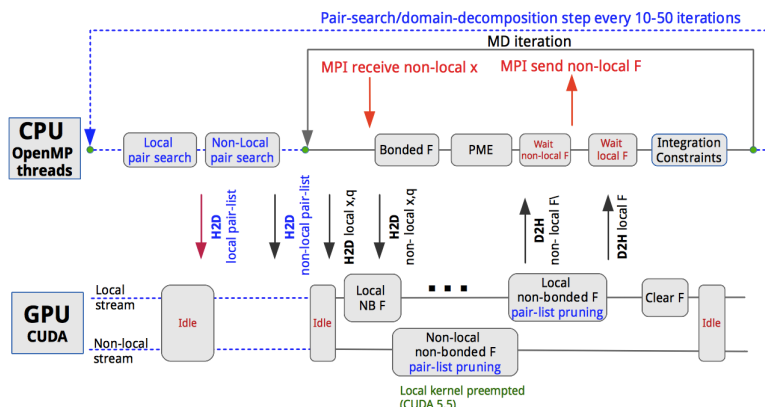 Pair-search/domain-decomposition step every 10-50 iterations
MD iteration
MPI receive non-local x
MPI send non-local F
CPU
OpenMP
threads
Local
pair search
Non-Local
pair search
Bonded F
PME
Wait
non-local F
Wait
local F
Integration
Constraints
H2D
local pair-list
H2D
non-local pair-list
H2D local x,q
H2D
non- local x,q
D2H
non- local F\
D2H local F
GPU
CUDA
Local
stream
Non-local
stream
Idle
Idle
Local
NB F
Local
non-bonded F
pair-list pruning
Clear F
Idle
Non-local
non-bonded F
pair-list pruning
Local kernel preempted
(CUDA 5.5)